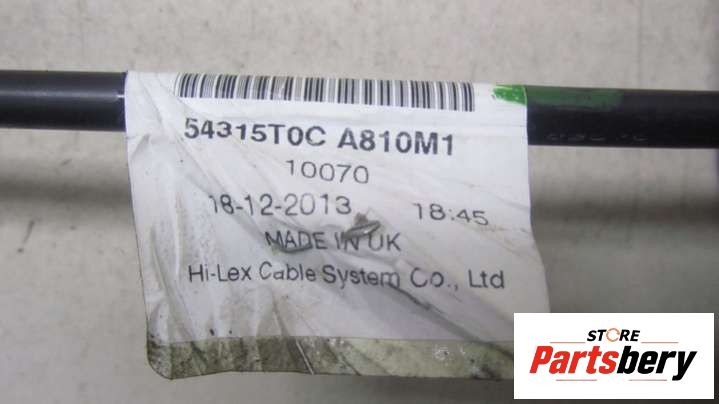 54315T0C A810M1
10070
18-12-2013 18:45
MADE IN UK
Hi-Lex Cable System Co., Ltd
STORE
Partsbery